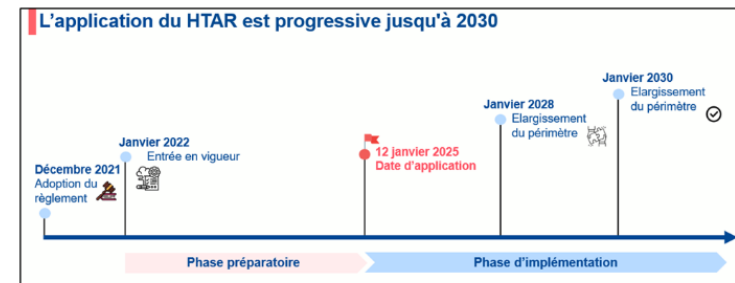 L'application du HTAR est progressive jusqu'à 2030
Décembre 2021
Adoption du
règlement
Janvier 2022
Entrée en vigueur
12 janvier 2025
Date d'application
Janvier 2028
Elargissement
du périmètre
Janvier 2030
Elargissement
du périmètre
Phase préparatoire
Phase d'implémentation